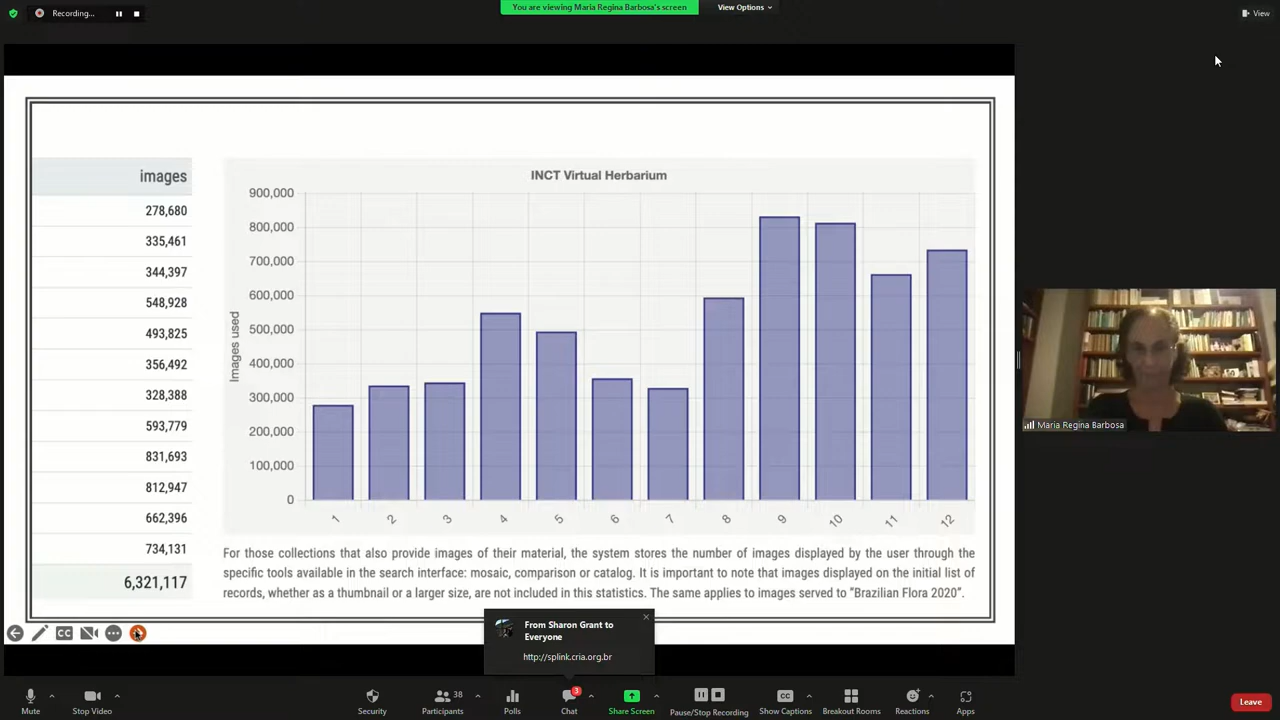 Recording...
You are viewing Maria Regina Barbosa's screen
View Options
View
images
278,680
335,461
344,397
548,928
493,825
356,492
328,388
593,779
831,693
812,947
662,396
734,131
6,321,117
INCT Virtual Herbarium
Images used
900,000
800,000
700,000
600,000
500,000
400,000
300,000
200,000
100,000
0
1 2 3 4 5 6 7 8 9 10 11 12
For those collections that also provide images of their material, the system stores the number of images displayed by the user through the
specific tools available in the search interface: mosaic, comparison or catalog. It is important to note that images displayed on the initial list of
records, whether as a thumbnail or a larger size, are not included in this statistics. The same applies to images served to "Brazilian Flora 2020".
Maria Regina Barbosa
CC
From Sharon Grant to
Everyone
http://splink.cria.org.br
Mute
Stop Video
Security
38
Participants
Polls
3
Chat
Share Screen
Pause/Stop Recording
CC
Show Captions
Breakout Rooms
Reactions
Apps
Leave